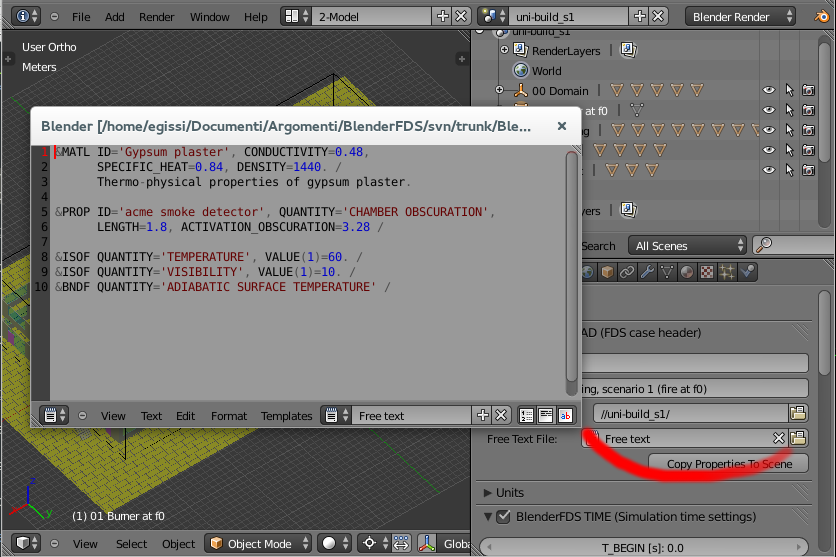 File Add Render Window Help 2-Model uni-build_s1 Blender Render
User Ortho
Meters
uni-build_s1
RenderLayers
World
00 Domain
at f0
Search All Scenes
Blender [/home/egissi/Documenti/Argomenti/BlenderFDS/svn/trunk/Ble...
1 &MATL ID='Gypsum plaster', CONDUCTIVITY=0.48,
2 SPECIFIC_HEAT=0.84, DENSITY=1440. /
3 Thermo-physical properties of gypsum plaster.
4
5 &PROP ID='acme smoke detector', QUANTITY='CHAMBER OBSCURATION',
6 LENGTH=1.8, ACTIVATION_OBSCURATION=3.28 /
7
8 &ISOF QUANTITY='TEMPERATURE', VALUE(1)=60. /
9 &ISOF QUANTITY='VISIBILITY', VALUE(1)=10. /
10 &BNDF QUANTITY='ADIABATIC SURFACE TEMPERATURE' /
View Text Edit Format Templates Free text
AD (FDS case header)
ing, scenario 1 (fire at f0)
//uni-build_s1/
Free Text File: Free text
Copy Properties To Scene
Units
BlenderFDS TIME (Simulation time settings)
T_BEGIN [s]: 0.0
z
y
(1) 01 Burner at f0
View Select Object Object Mode Globa